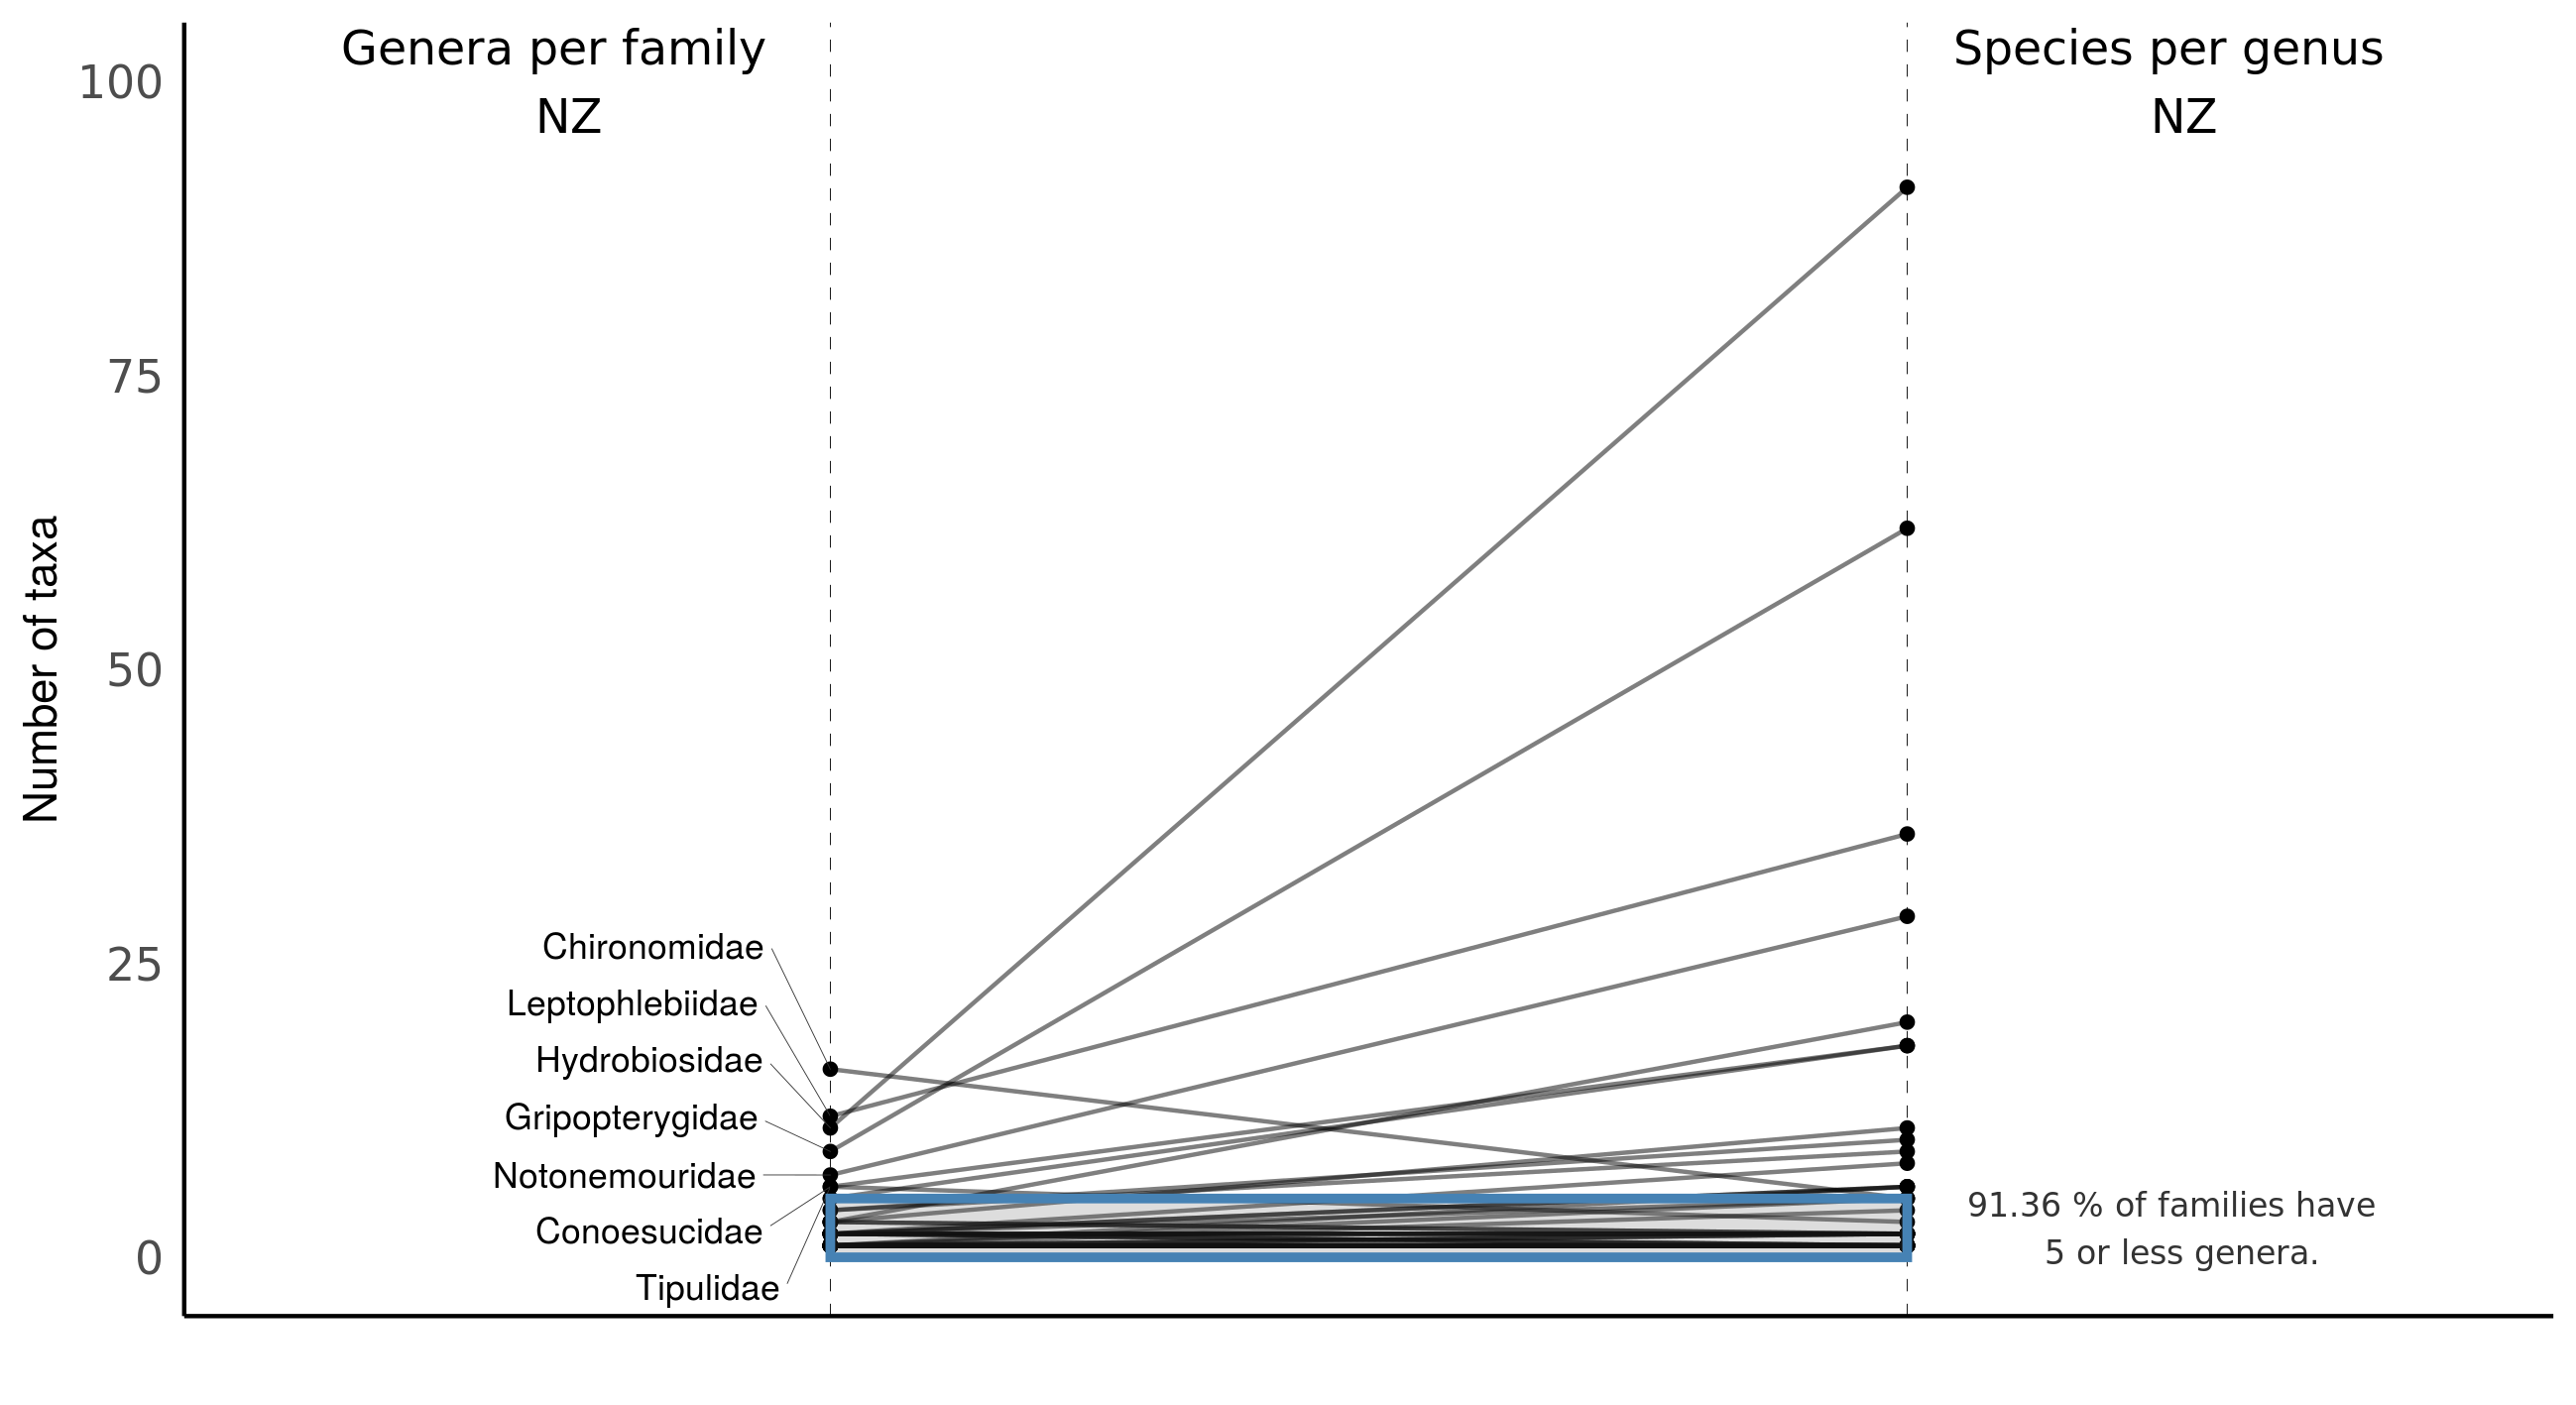 Genera per family
NZ
Species per genus
NZ
100
75
50
25
0
Number of taxa
Chironomidae
Leptophlebiidae
Hydrobiosidae
Gripopterygidae
Notonemouridae
Conoesucidae
Tipulidae
91.36 % of families have
5 or less genera.